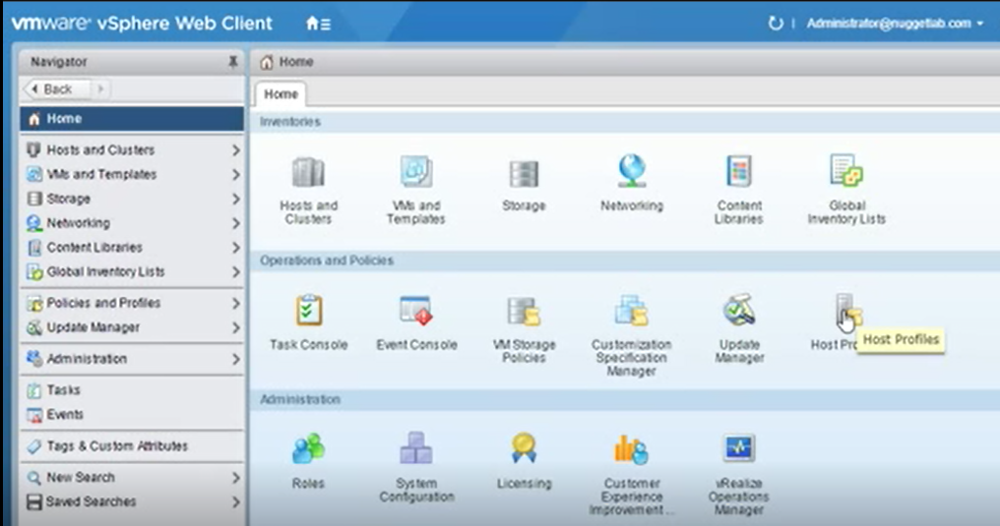 vmware® vSphere Web Client
Administrator@nuggetlab.com
Navigator
Back
Home
Hosts and Clusters
VMs and Templates
Storage
Networking
Content Libraries
Global Inventory Lists
Policies and Profiles
Update Manager
Administration
Tasks
Events
Tags & Custom Attributes
New Search
Saved Searches
Home
Home
Inventories
Hosts and
Clusters
VMs and
Templates
Storage
Networking
Content
Libraries
Global
Inventory Lists
Operations and Policies
Task Console
Event Console
VM Storage
Policies
Customization
Specification
Manager
Update
Manager
Host Pro
Host Profiles
Administration
Roles
System
Configuration
Licensing
Customer
Experience
Improvement ...
vRealize
Operations
Manager